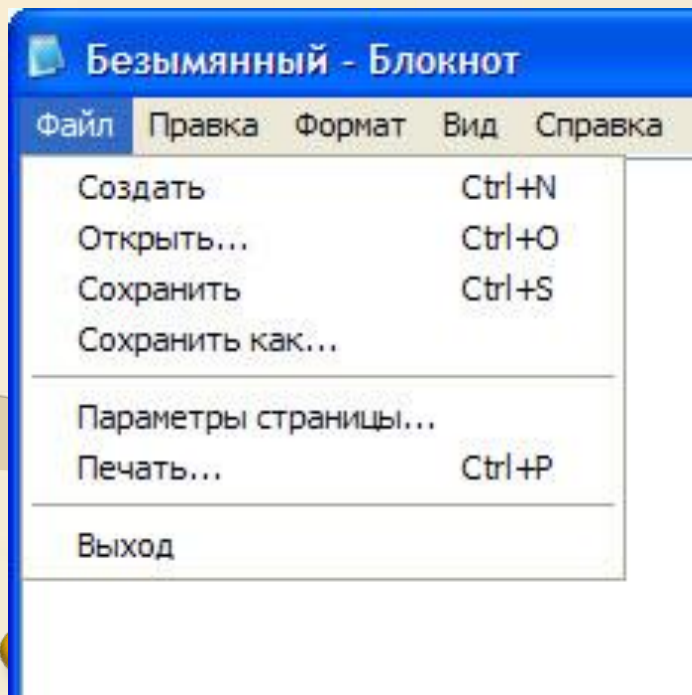 Безымянный - Блокнот
Файл Правка Формат Вид Справка
Создать Ctrl+N
Открыть... Ctrl+O
Сохранить Ctrl+S
Сохранить как...
Параметры страницы...
Печать... Ctrl+P
Выход